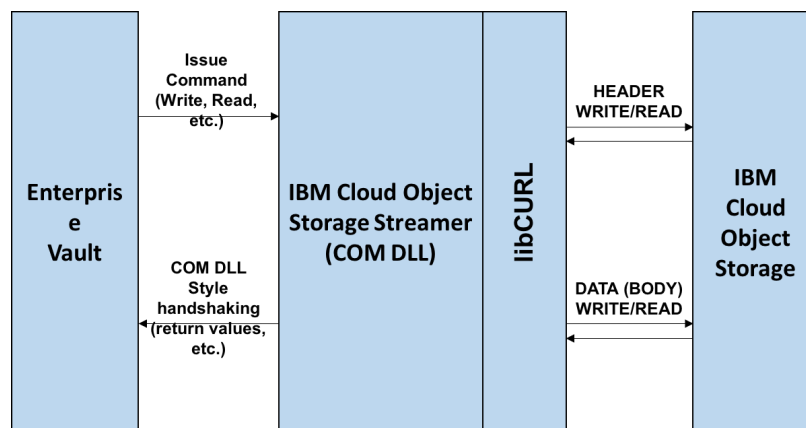 Enterpris
e
Vault
Issue
Command
(Write, Read,
etc.)
COM DLL
Style
handshaking
(return values,
etc.)
IBM Cloud Object
Storage Streamer
(COM DLL)
libCURL
HEADER
WRITE/READ
DATA (BODY)
WRITE/READ
IBM
Cloud
Object
Storage